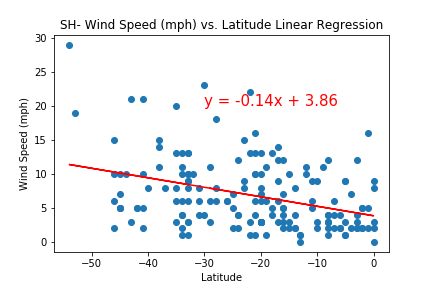 SH- Wind Speed (mph) vs. Latitude Linear Regression
30
25
20
15
10
5
0
Wind Speed (mph)
y = -0.14x + 3.86
−50 −40 −30 −20 −10 0
Latitude